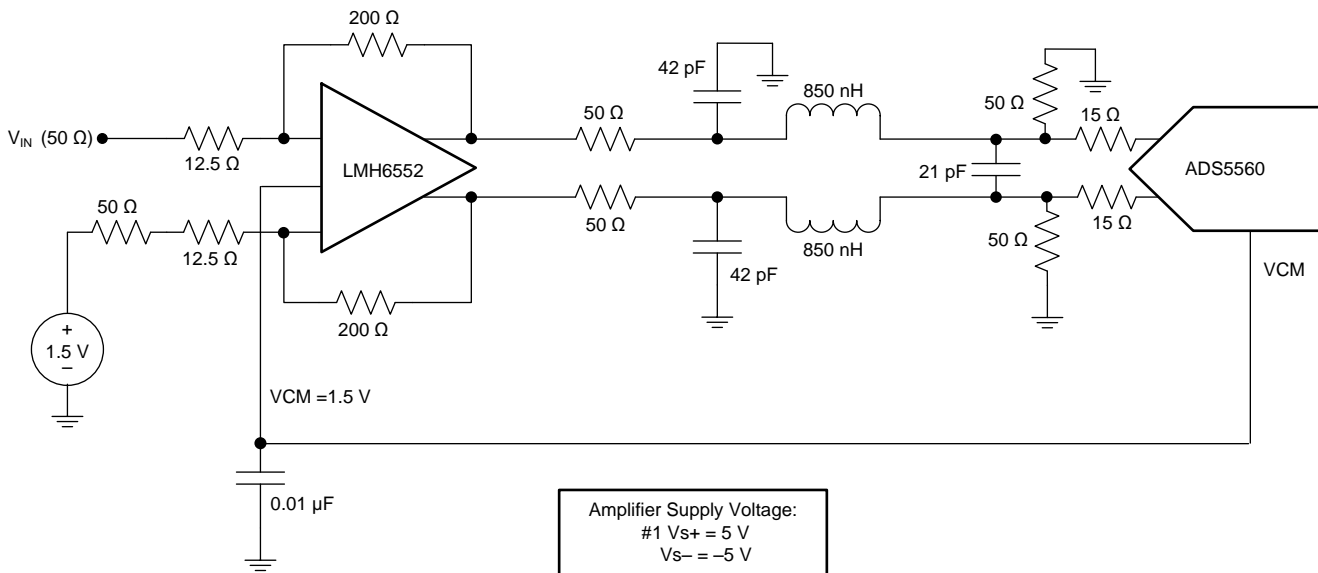 200 Ω
42 pF
850 nH
50 Ω
15 Ω
50 Ω
V_IN (50 Ω)
12.5 Ω
LMH6552
21 pF
ADS5560
50 Ω
12.5 Ω
50 Ω
850 nH
50 Ω
15 Ω
42 pF
VCM
200 Ω
+
1.5 V
–
VCM =1.5 V
0.01 µF
Amplifier Supply Voltage:
#1 Vs+ = 5 V
Vs– = –5 V